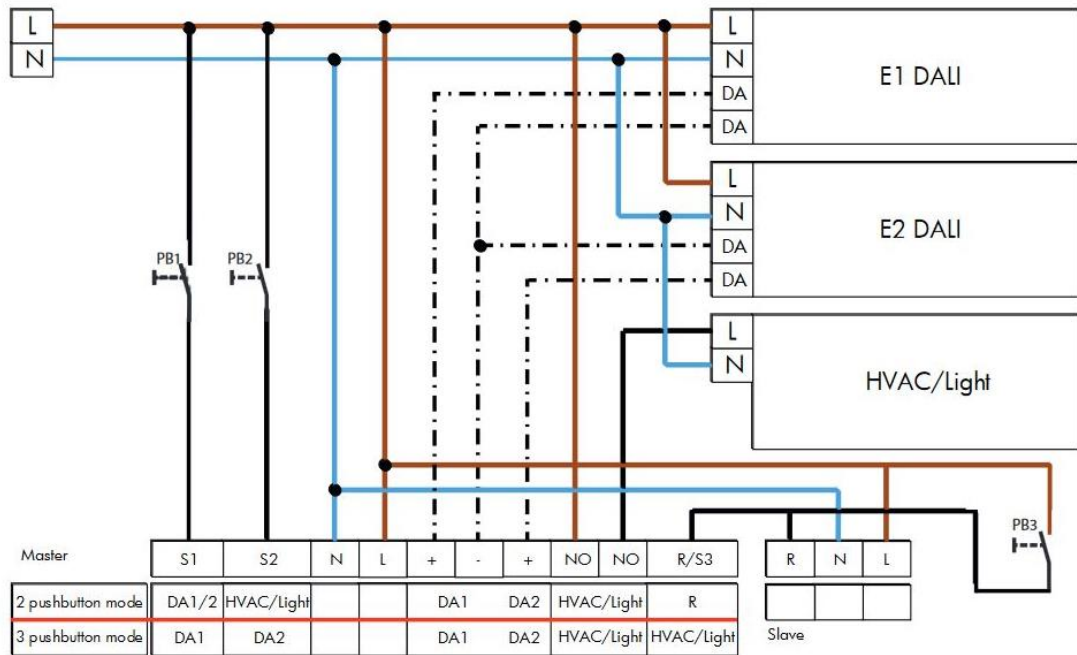 L
N
L
N
DA
DA
E1 DALI
L
N
DA
DA
E2 DALI
L
N
HVAC/Light
PB1
PB2
PB3
Master
S1 S2 N L + - + NO NO R/S3
R N L
2 pushbutton mode DA1/2 HVAC/Light DA1 DA2 HVAC/Light R
3 pushbutton mode DA1 DA2 DA1 DA2 HVAC/Light HVAC/Light
Slave